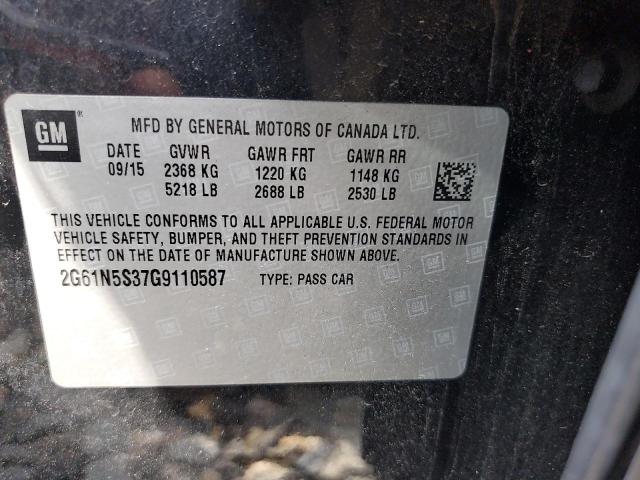 GM ®
MFD BY GENERAL MOTORS OF CANADA LTD.
DATE GVWR GAWR FRT GAWR RR
09/15 2368 KG 1220 KG 1148 KG
5218 LB 2688 LB 2530 LB
THIS VEHICLE CONFORMS TO ALL APPLICABLE U.S. FEDERAL MOTOR
VEHICLE SAFETY, BUMPER, AND THEFT PREVENTION STANDARDS IN
EFFECT ON THE DATE OF MANUFACTURE SHOWN ABOVE.
2G61N5S37G9110587 TYPE: PASS CAR